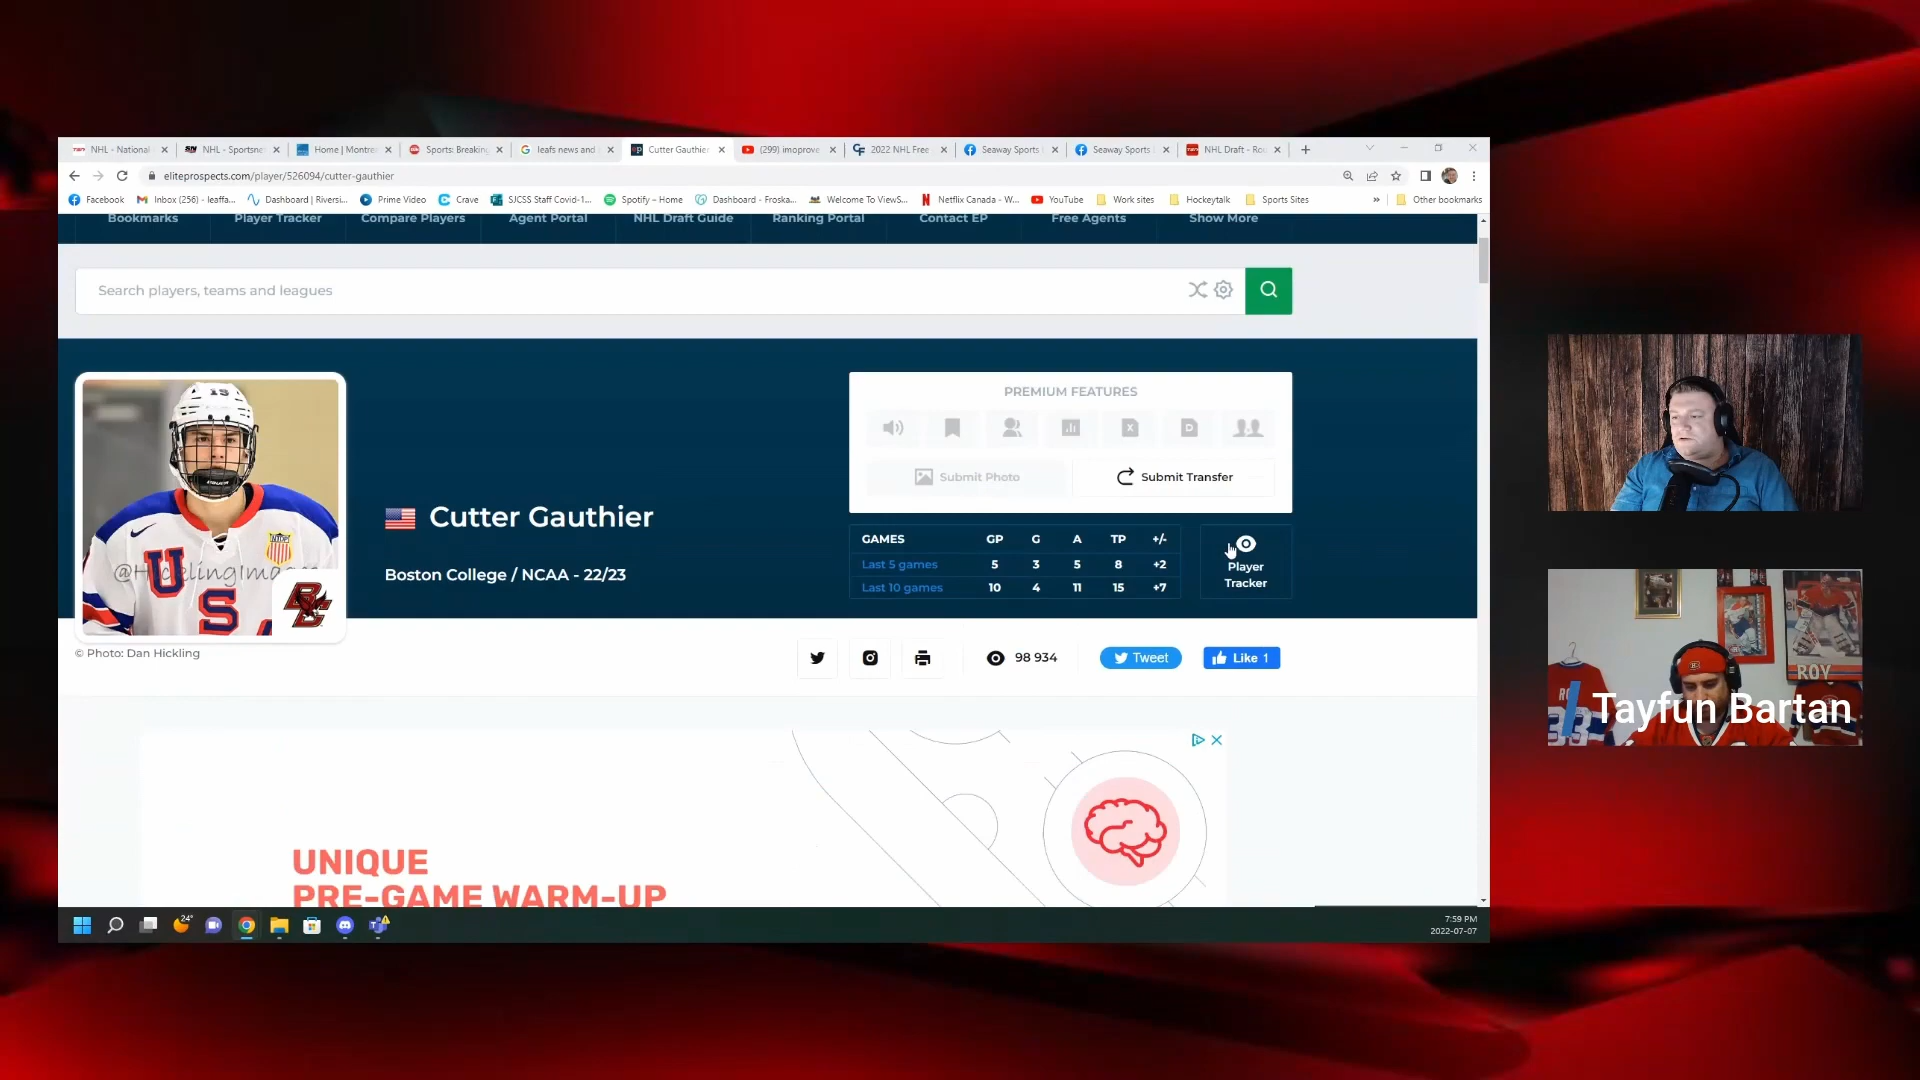 NHL - National
NHL - Sportsne
Home | Montre
Sports: Breaking
leafs news and
Cutter Gauthier
(299) imoprove
2022 NHL Free
Seaway Sports
Seaway Sports
NHL Draft - Ro
eliteprospects.com/player/526094/cutter-gauthier
Facebook
Inbox (256) - leaffa...
Dashboard | Riversi...
Prime Video
Crave
SJCSS Staff Covid-1...
Spotify – Home
Dashboard - Froska...
Welcome To ViewS...
Netflix Canada - W...
YouTube
Work sites
Hockeytalk
Sports Sites
»
Other bookmarks
Bookmarks
Player Tracker
Compare Players
Agent Portal
NHL Draft Guide
Ranking Portal
Contact EP
Free Agents
Show More
Search players, teams and leagues
PREMIUM FEATURES
Submit Photo
Submit Transfer
Cutter Gauthier
Boston College / NCAA - 22/23
GAMES GP G A TP +/-
Last 5 games 5 3 5 8 +2
Last 10 games 10 4 11 15 +7
Player
Tracker
19
U
S
BC
© Photo: Dan Hickling
98 934
Tweet
Like 1
UNIQUE
PRE-GAME WARM-UP
24°
7:59 PM
2022-07-07
ROY
33
Tayfun Bartan